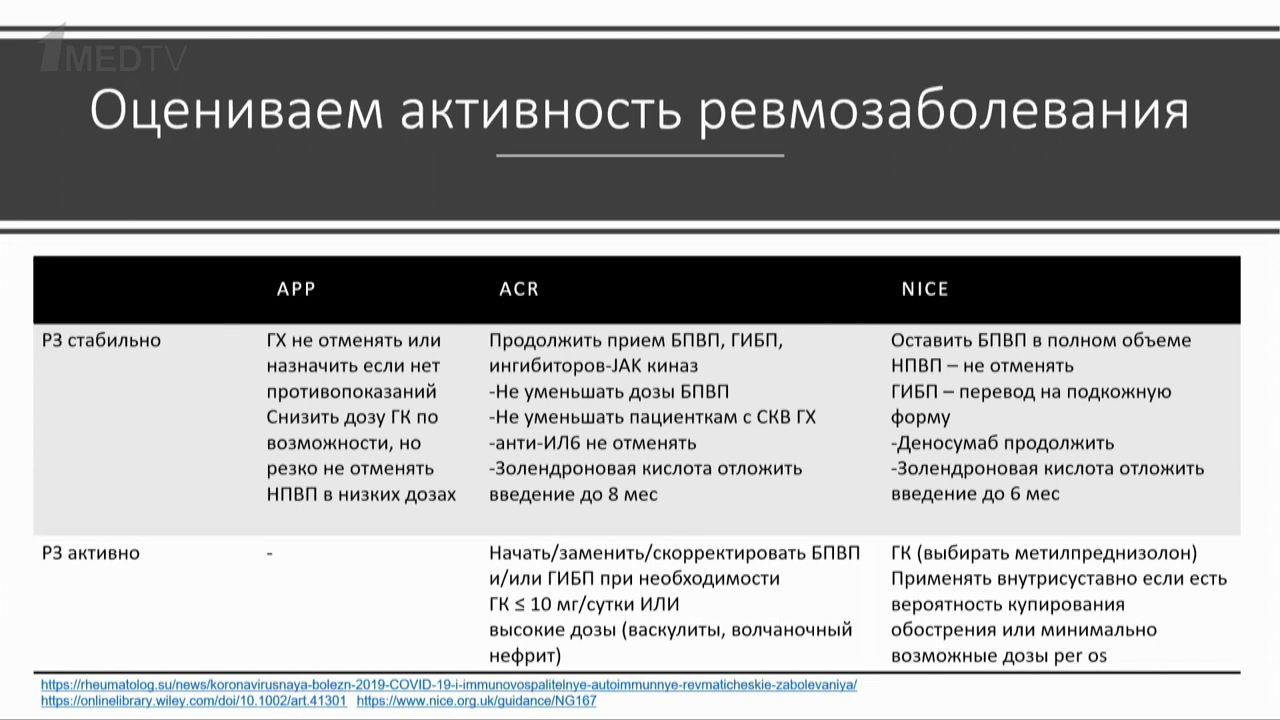 1MEDTV
Оцениваем активность ревмозаболевания
АРР
ACR
NICE
РЗ стабильно
ГХ не отменять или
назначить если нет
противопоказаний
Снизить дозу ГК по
возможности, но
резко не отменять
НПВП в низких дозах
Продолжить прием БПВП, ГИБП,
ингибиторов-JAK киназ
-Не уменьшать дозы БПВП
-Не уменьшать пациенткам с СКВ ГХ
-анти-ИЛ6 не отменять
-Золендроновая кислота отложить
введение до 8 мес
Оставить БПВП в полном объеме
НПВП – не отменять
ГИБП – перевод на подкожную
форму
-Деносумаб продолжить
-Золендроновая кислота отложить
введение до 6 мес
РЗ активно
-
Начать/заменить/скорректировать БПВП
и/или ГИБП при необходимости
ГК ≤ 10 мг/сутки ИЛИ
высокие дозы (васкулиты, волчаночный
нефрит)
ГК (выбирать метилпреднизолон)
Применять внутрисуставно если есть
вероятность купирования
обострения или минимально
возможные дозы per os
https://rheumatolog.su/news/koronavirusnaya-bolezn-2019-COVID-19-i-immunovospalitelnye-autoimmunnye-revmaticheskie-zabolevaniya/
https://onlinelibrary.wiley.com/doi/10.1002/art.41301 https://www.nice.org.uk/guidance/NG167